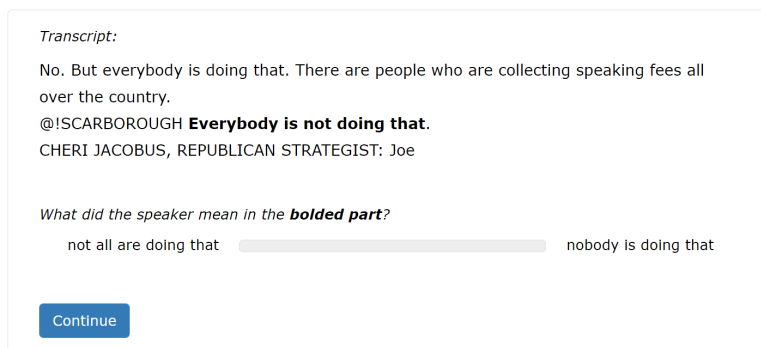 Transcript:
No. But everybody is doing that. There are people who are collecting speaking fees all
over the country.
@!SCARBOROUGH Everybody is not doing that.
CHERI JACOBUS, REPUBLICAN STRATEGIST: Joe
What did the speaker mean in the bolded part?
not all are doing that nobody is doing that
Continue